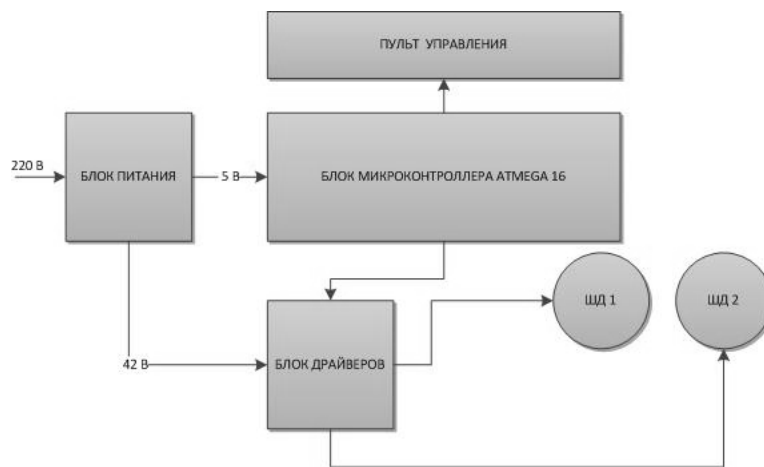 ПУЛЬТ УПРАВЛЕНИЯ
220 В
БЛОК ПИТАНИЯ
5 В
БЛОК МИКРОКОНТРОЛЛЕРА ATMEGA 16
ШД 1
ШД 2
42 В
БЛОК ДРАЙВЕРОВ